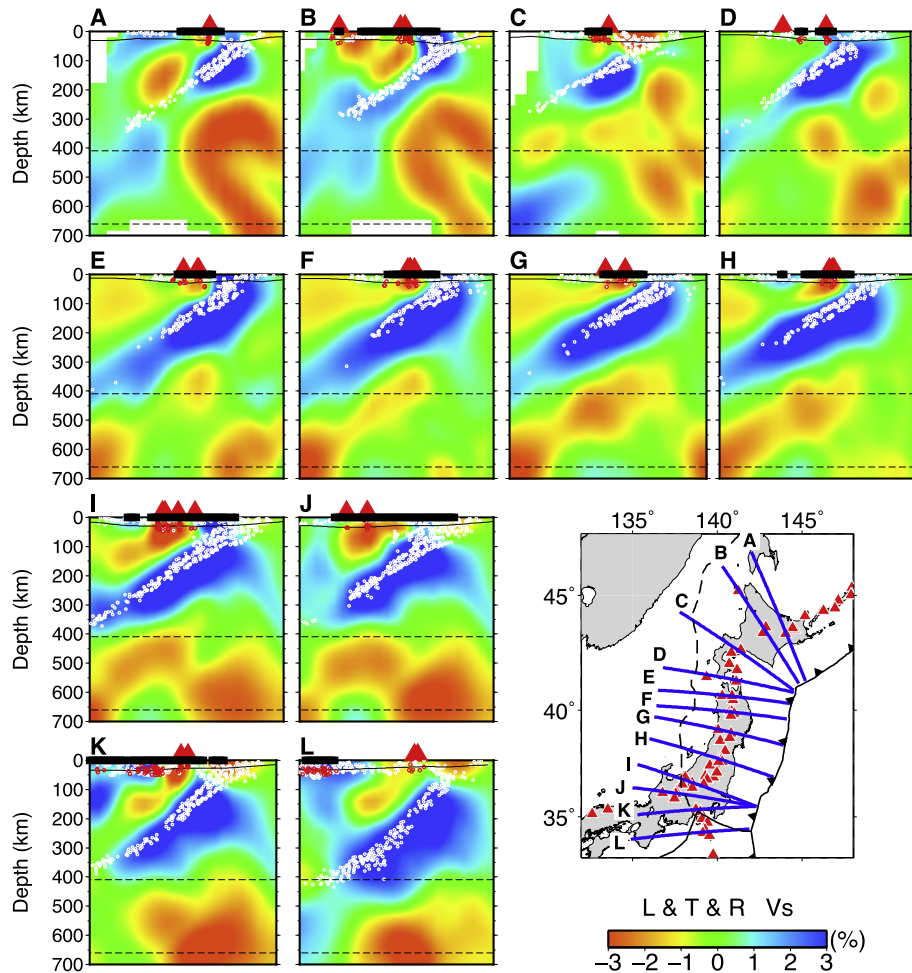 A B C D
0
100
200
300
400
500
600
700
Depth (km)
E F G H
0
100
200
300
400
500
600
700
Depth (km)
I J
0
100
200
300
400
500
600
700
Depth (km)
135° 140° 145°
45°
40°
35°
A
B
C
D
E
F
G
H
I
J
K
L
K L
0
100
200
300
400
500
600
700
Depth (km)
L & T & R Vs
(%)
−3 −2 −1 0 1 2 3